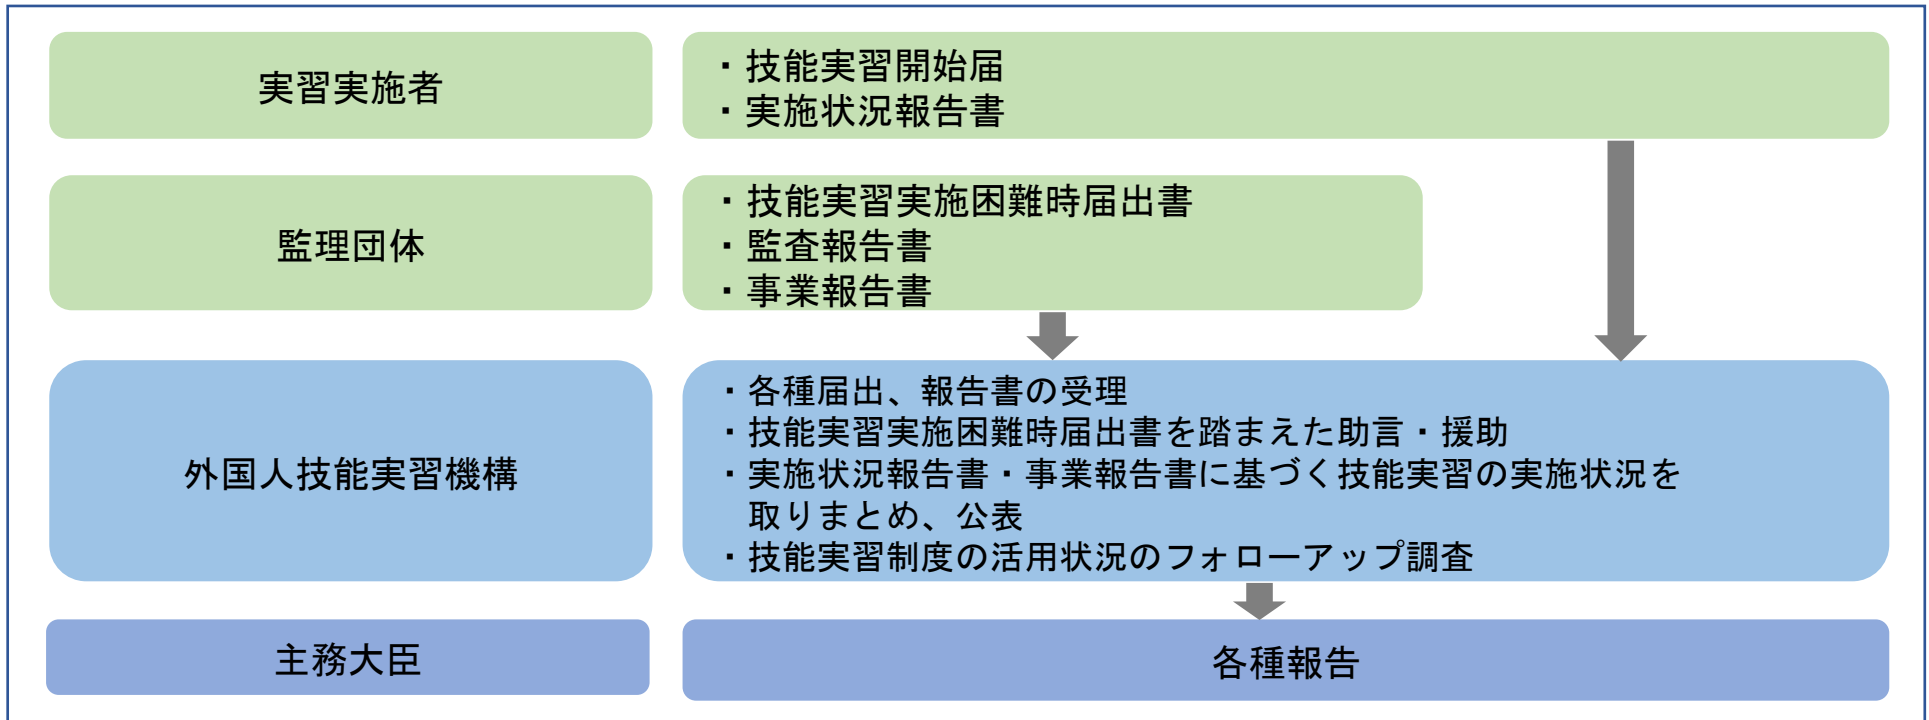 実習実施者
・技能実習開始届
・実施状況報告書
監理団体
・技能実習実施困難時届出書
・監査報告書
・事業報告書
外国人技能実習機構
・各種届出、報告書の受理
・技能実習実施困難時届出書を踏まえた助言・援助
・実施状況報告書・事業報告書に基づく技能実習の実施状況を
取りまとめ、公表
・技能実習制度の活用状況のフォローアップ調査
主務大臣
各種報告